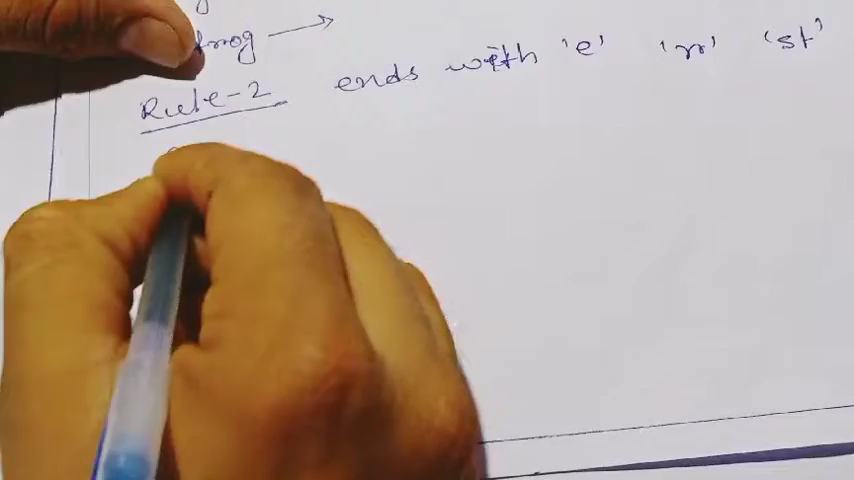 frog →
Rule-2 ends with 'e' 'n' 'st'